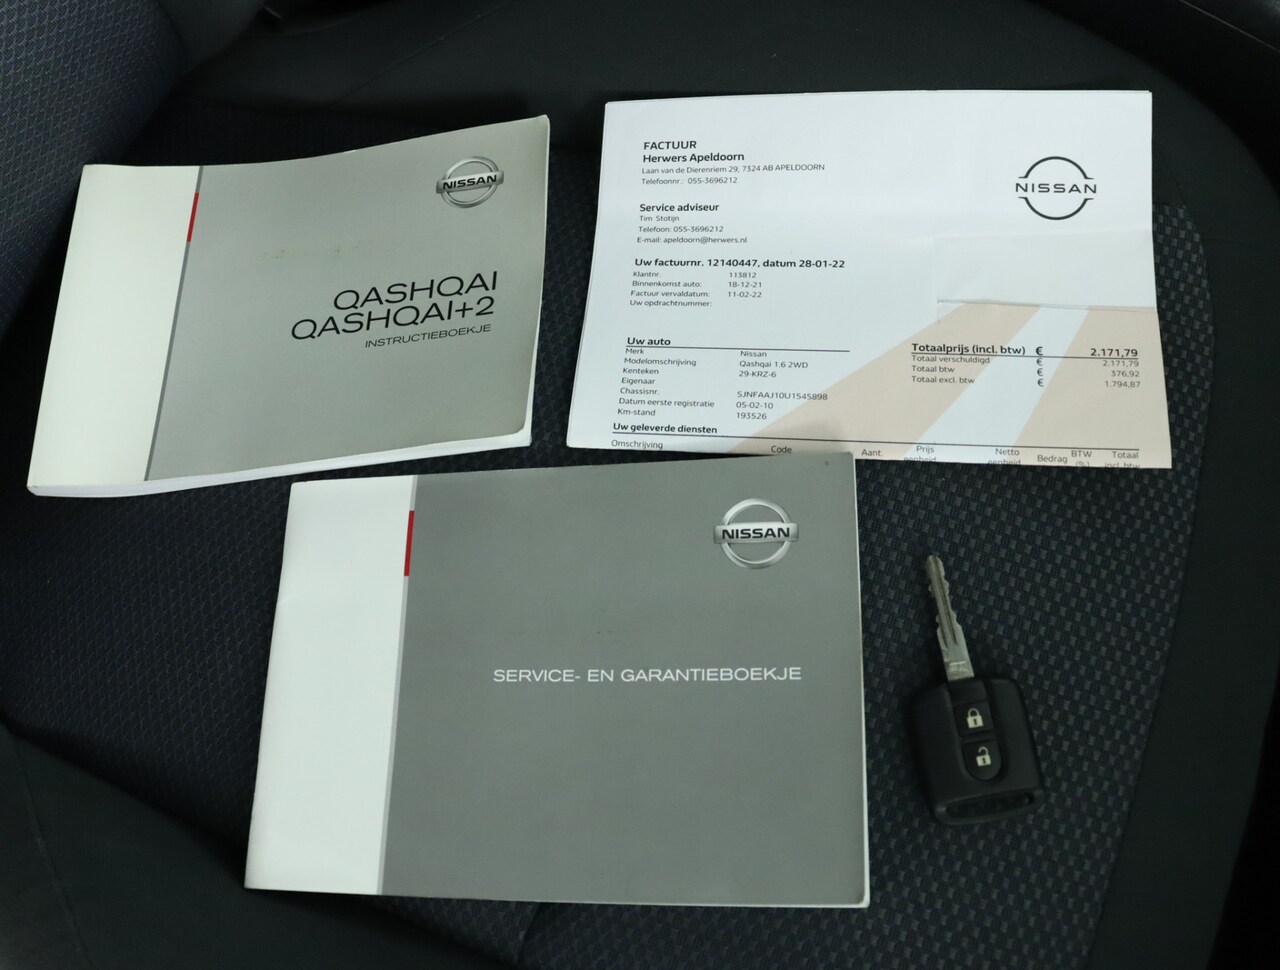 NISSAN
QASHQAI
QASHQAI+2
INSTRUCTIEBOEKJE
FACTUUR
Herwers Apeldoorn
Laan van de Dierenriem 29, 7324 AB APELDOORN
Telefoonnr.: 055-3696212
NISSAN
Service adviseur
Tim Stotijn
Telefoon: 055-3696212
E-mail: apeldoorn@herwers.nl
Uw factuurnr. 12140447, datum 28-01-22
Klantnr. 113812
Binnenkomst auto: 18-12-21
Factuur vervaldatum: 11-02-22
Uw opdrachtnummer:
Uw auto
Merk Nissan
Modelomschrijving Qashqai 1.6 2WD
Kenteken 29-KRZ-6
Eigenaar
Chassisnr. SJNFAAJ10U1545898
Datum eerste registratie 05-02-10
Km-stand 193526
Totaalprijs (incl. btw) € 2.171,79
Totaal verschuldigd € 2.171,79
Totaal btw € 376,92
Totaal excl. btw € 1.794,87
Uw geleverde diensten
Omschrijving Code Aant. Prijs eenheid Netto eenheid Bedrag BTW (%) Totaal incl. btw
NISSAN
SERVICE- EN GARANTIEBOEKJE